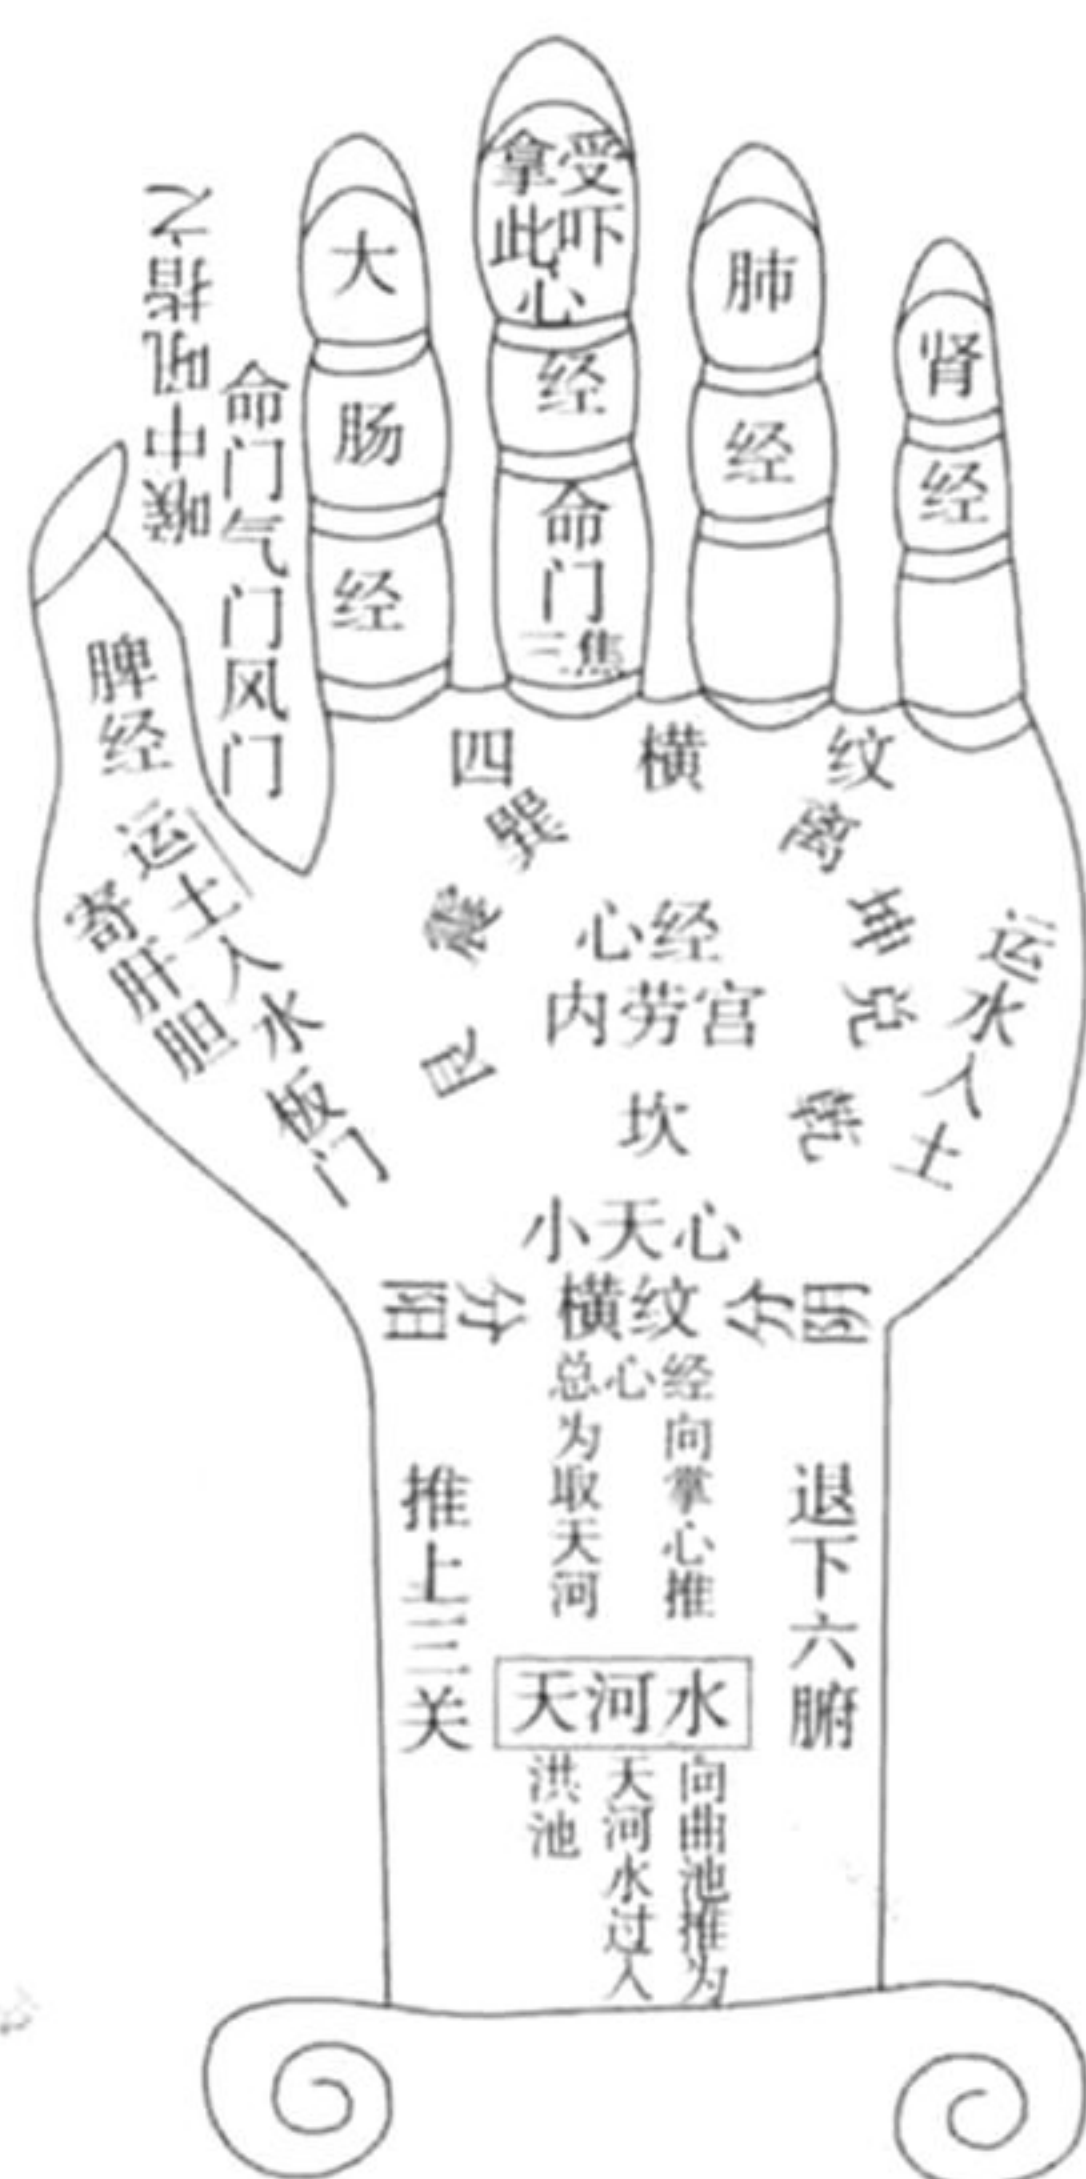 喉中吼指之
命门气门风门
大肠经
受吓拿此
心经
命门
三焦
肺经
肾经
脾经
四横纹
运土入水
寄肝胆
板门
巽
离
震
坤
心经
内劳宫
兑
艮
坎
乾
运水入土
小天心
阳分
横纹
分阴
总心经
向掌心推
为取天河
推上三关
退下六腑
天河水
向曲池推为
天河水过入
洪池